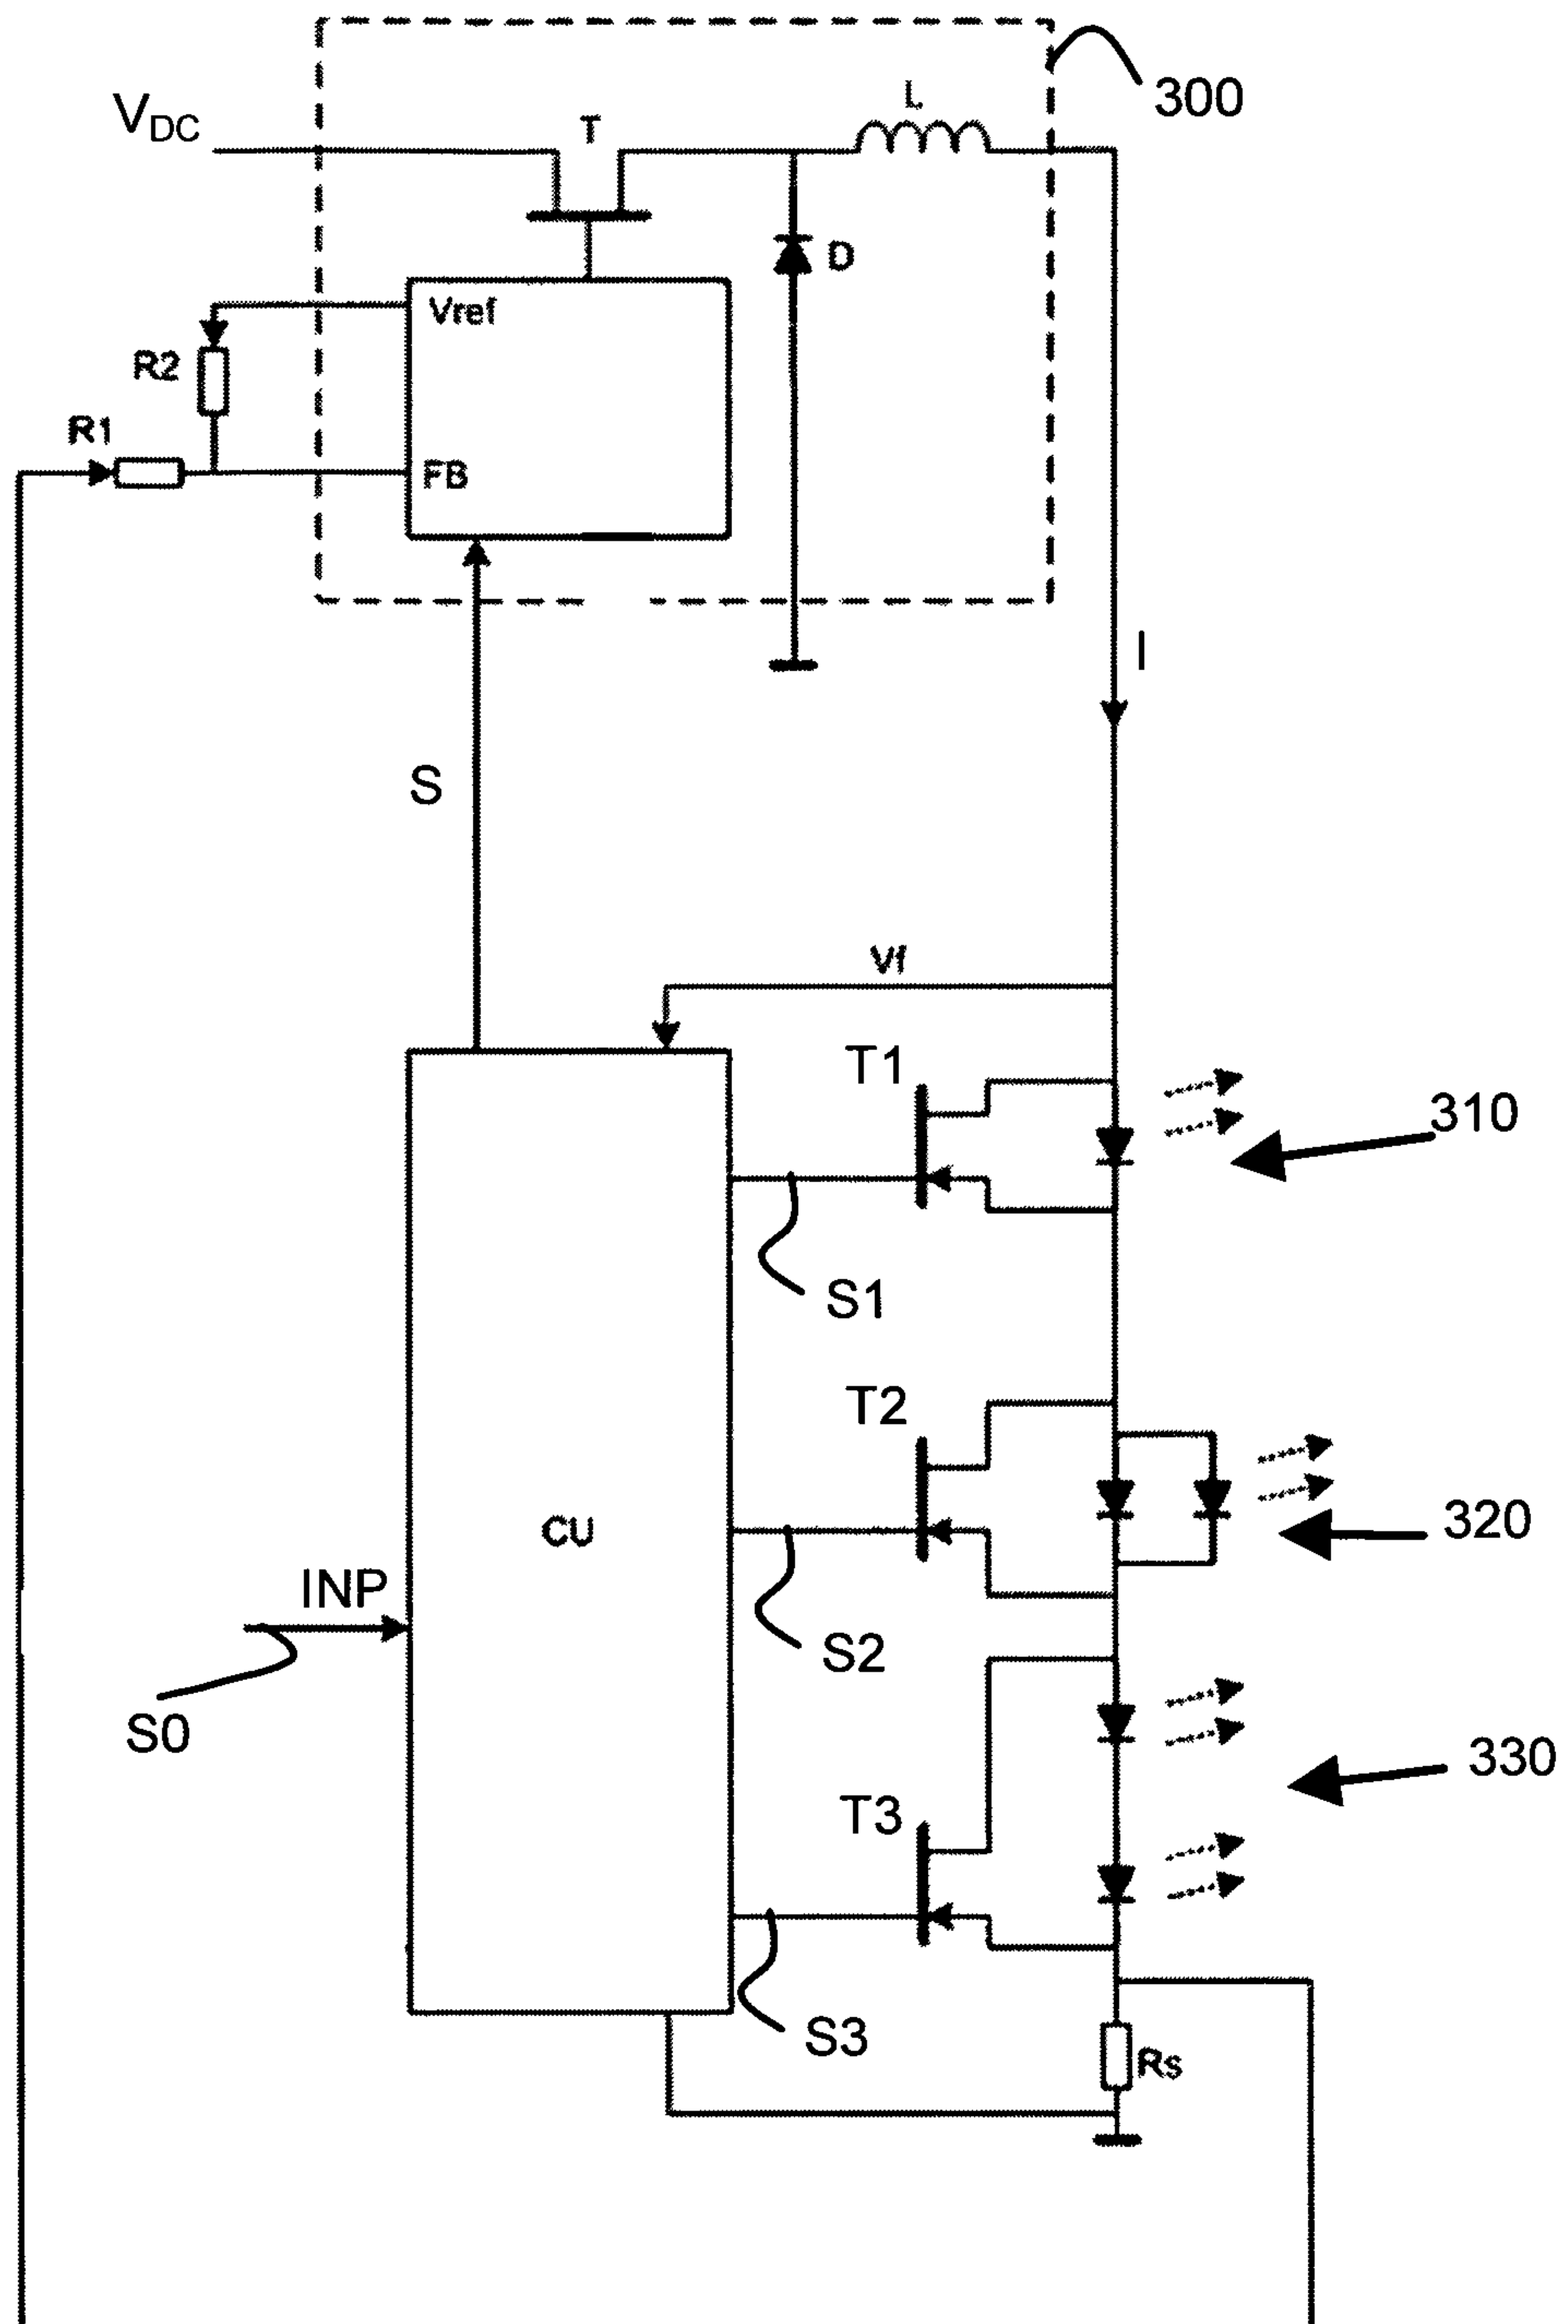 300
VDC
T
L
D
Vref
R2
R1
FB
I
S
Vf
T1
310
S1
T2
320
CU
INP
S2
S0
330
T3
S3
Rs